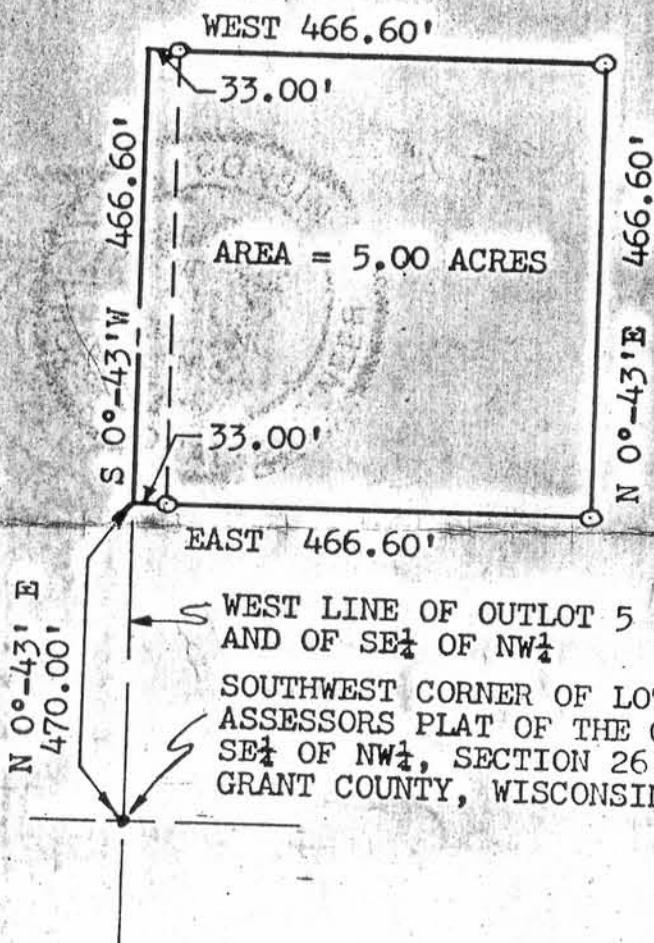 WEST 466.60'
33.00'
S 0°-43'W 466.60'
AREA = 5.00 ACRES
N 0°-43'E 466.60'
33.00'
EAST 466.60'
N 0°-43' E
470.00'
WEST LINE OF OUTLOT 5
AND OF SE¼ OF NW¼
SOUTHWEST CORNER OF LOT
ASSESSORS PLAT OF THE
SE¼ OF NW¼, SECTION 26
GRANT COUNTY, WISCONSIN